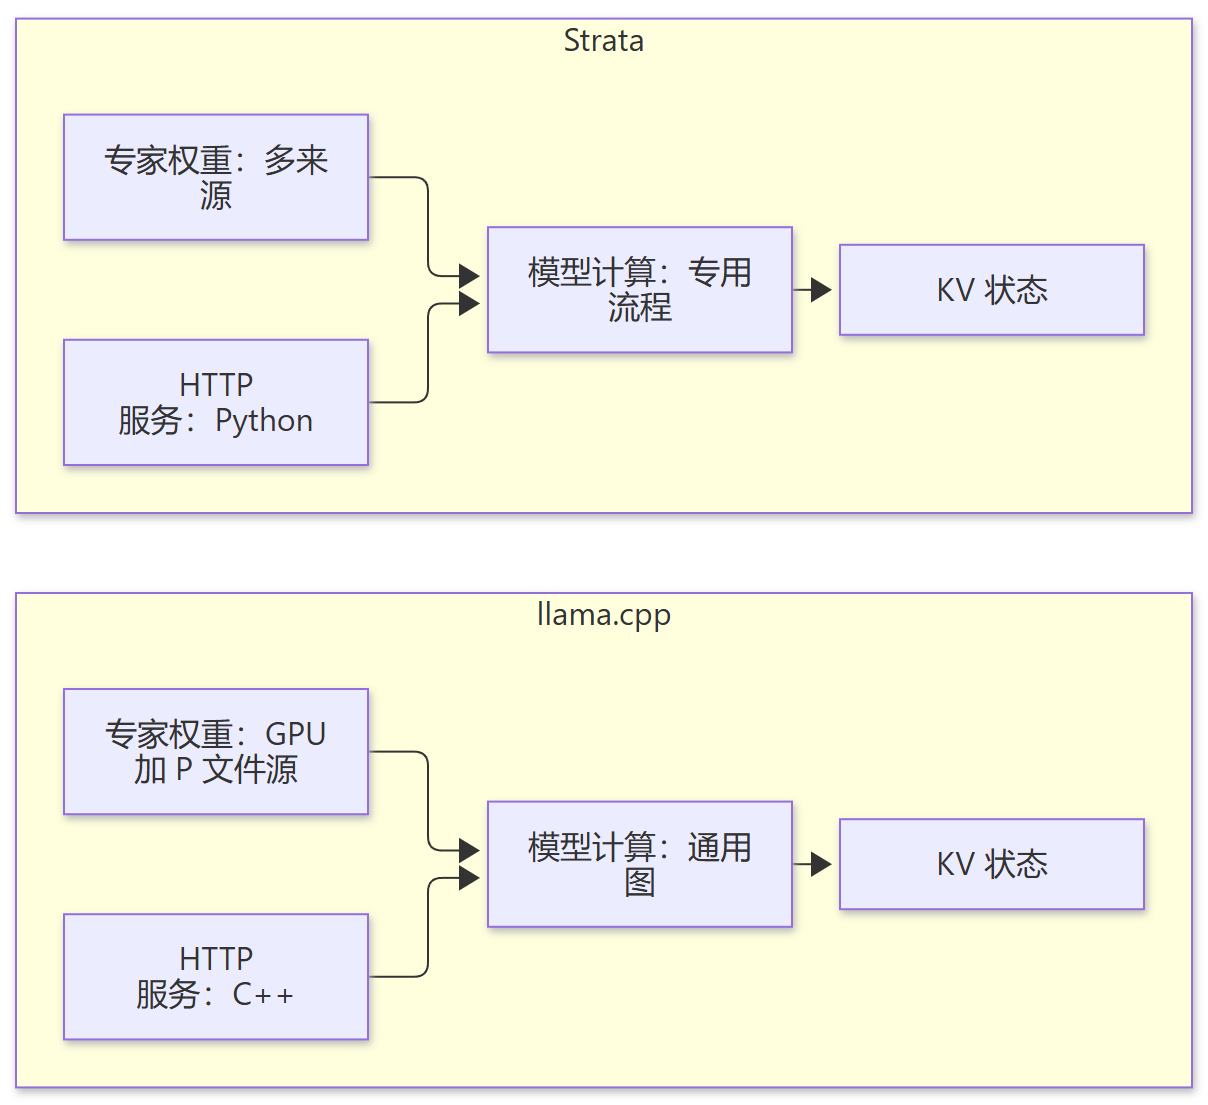 Strata
专家权重：多来
源
HTTP
服务：Python
模型计算：专用
流程
KV 状态
llama.cpp
专家权重：GPU
加 P 文件源
HTTP
服务：C++
模型计算：通用
图
KV 状态